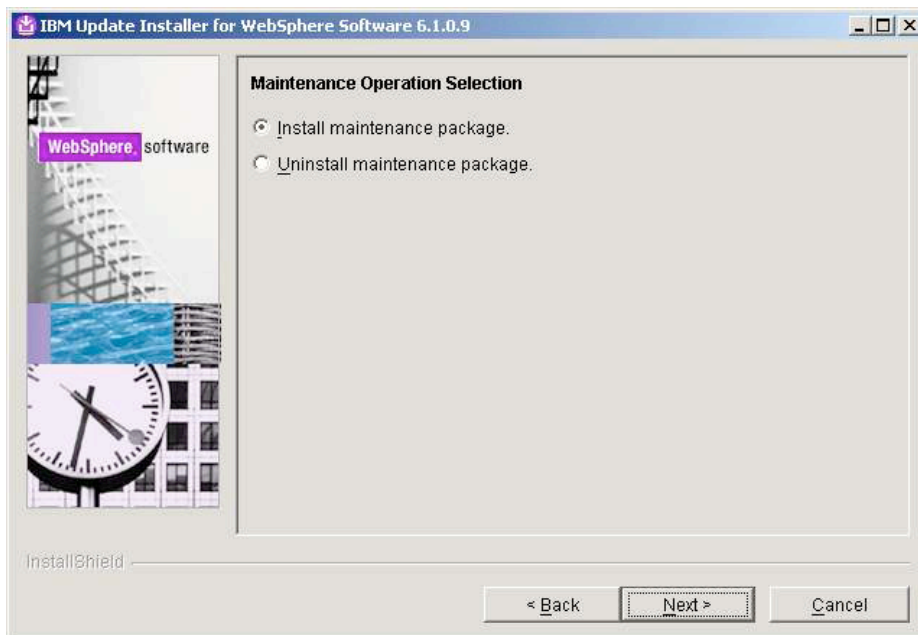 IBM Update Installer for WebSphere Software 6.1.0.9
WebSphere. software
Maintenance Operation Selection
Install maintenance package.
Uninstall maintenance package.
InstallShield
< Back
Next >
Cancel